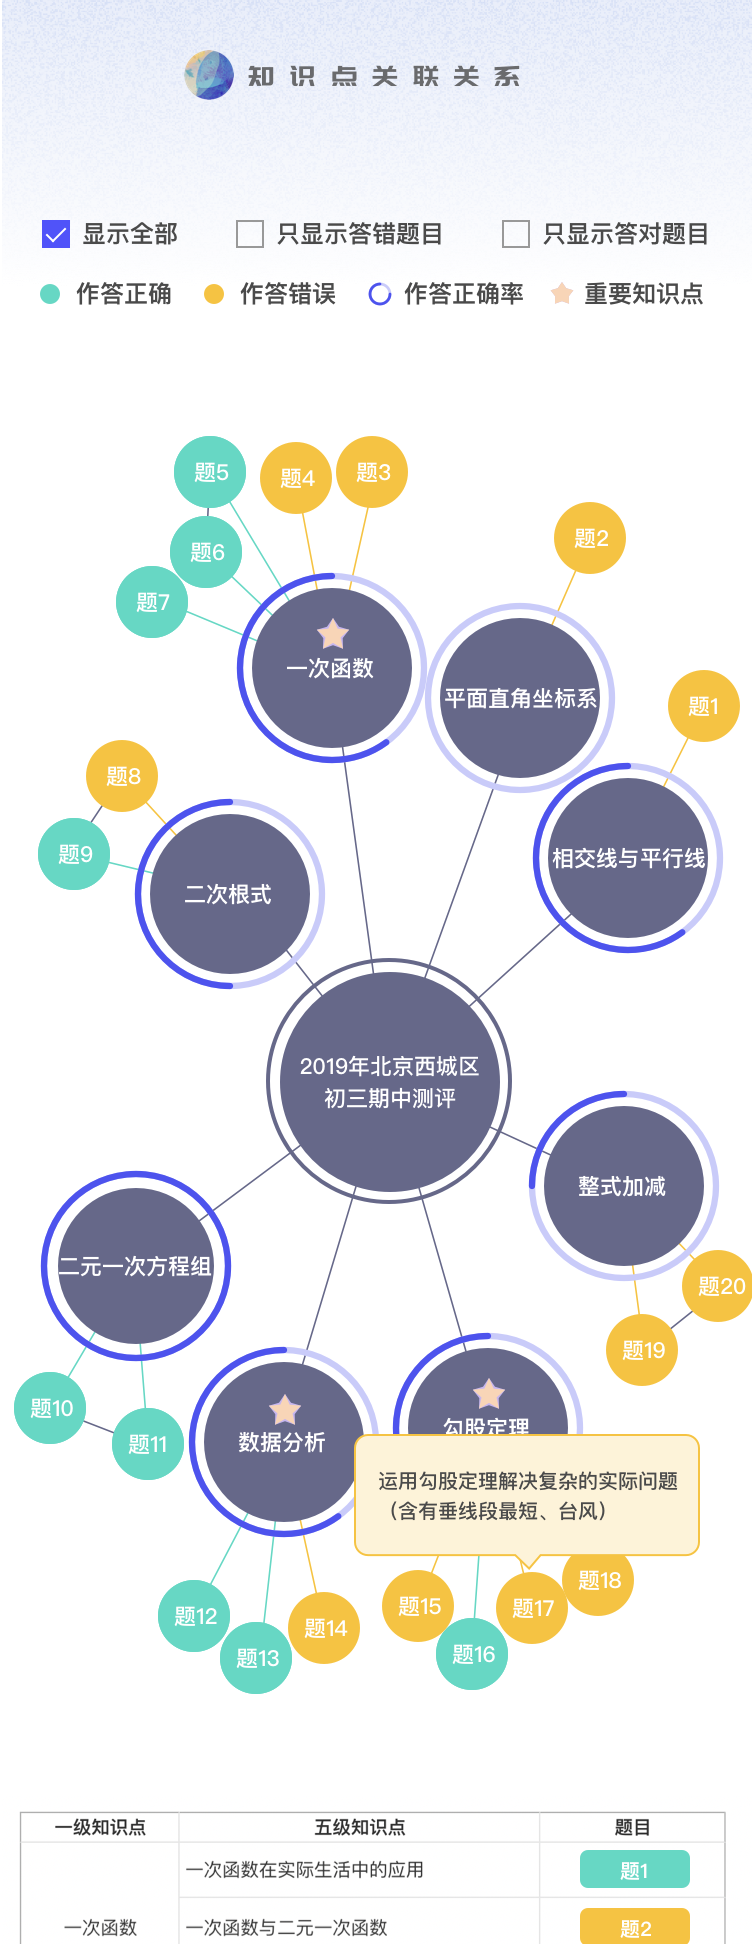 知识点关联关系
显示全部
只显示答错题目
只显示答对题目
作答正确
作答错误
作答正确率
重要知识点
题5
题4
题3
题6
题2
题7
一次函数
平面直角坐标系
题1
题8
题9
二次根式
相交线与平行线
2019年北京西城区
初三期中测评
整式加减
二元一次方程组
题20
题19
题10
题11
数据分析
勾股定理
运用勾股定理解决复杂的实际问题
（含有垂线段最短、台风）
题18
题15
题17
题12
题14
题13
题16
一级知识点
五级知识点
题目
一次函数在实际生活中的应用
题1
一次函数
一次函数与二元一次函数
题2